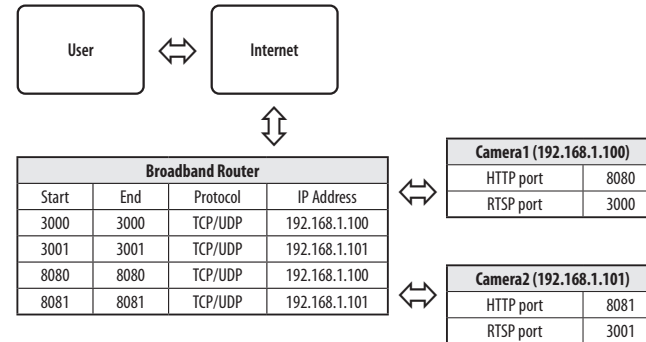 User
Internet
Broadband Router
Start End Protocol IP Address
3000 3000 TCP/UDP 192.168.1.100
3001 3001 TCP/UDP 192.168.1.101
8080 8080 TCP/UDP 192.168.1.100
8081 8081 TCP/UDP 192.168.1.101
Camera1 (192.168.1.100)
HTTP port 8080
RTSP port 3000
Camera2 (192.168.1.101)
HTTP port 8081
RTSP port 3001